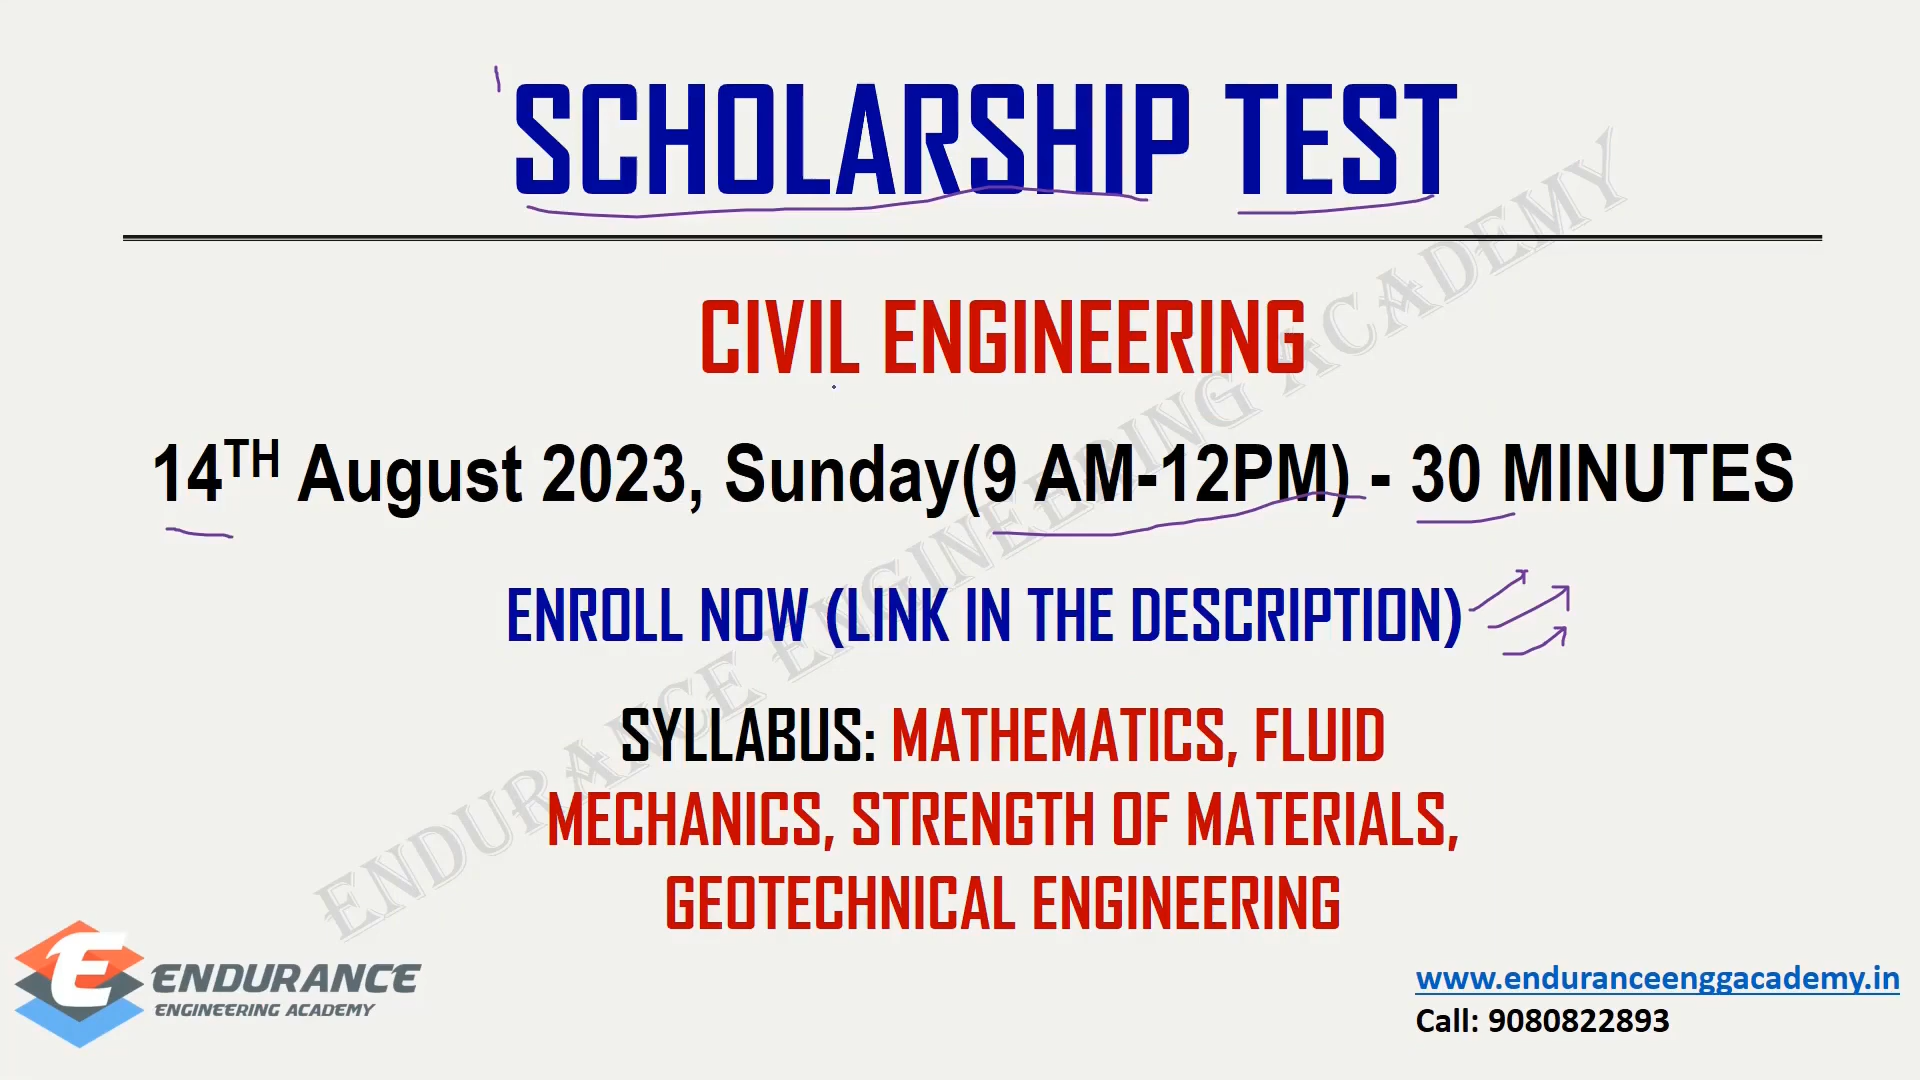 SCHOLARSHIP TEST
CIVIL ENGINEERING
14TH August 2023, Sunday(9 AM-12PM) - 30 MINUTES
ENROLL NOW (LINK IN THE DESCRIPTION)
SYLLABUS: MATHEMATICS, FLUID
MECHANICS, STRENGTH OF MATERIALS,
GEOTECHNICAL ENGINEERING
ENDURANCE ENGINEERING ACADEMY
E ENDURANCE
ENGINEERING ACADEMY
www.enduranceenggacademy.in
Call: 9080822893